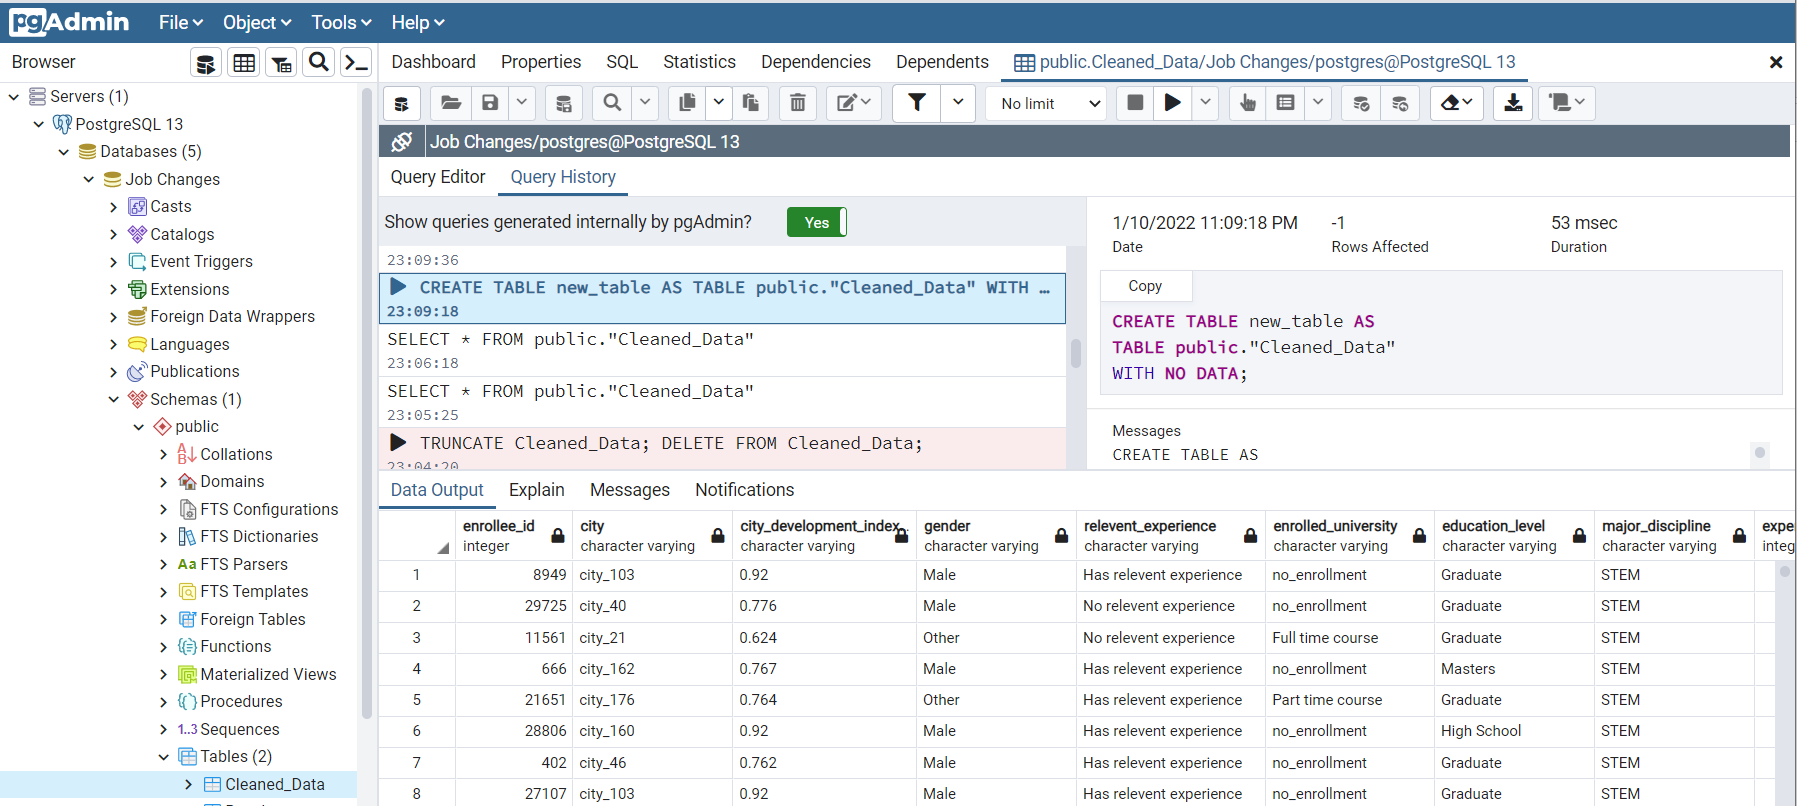 pgAdmin File Object Tools Help
Browser
Dashboard Properties SQL Statistics Dependencies Dependents public.Cleaned_Data/Job Changes/postgres@PostgreSQL 13
No limit
Servers (1)
PostgreSQL 13
Databases (5)
Job Changes
Casts
Catalogs
Event Triggers
Extensions
Foreign Data Wrappers
Languages
Publications
Schemas (1)
public
Collations
Domains
FTS Configurations
FTS Dictionaries
Aa FTS Parsers
FTS Templates
Foreign Tables
Functions
Materialized Views
Procedures
1..3 Sequences
Tables (2)
Cleaned_Data
Job Changes/postgres@PostgreSQL 13
Query Editor Query History
Show queries generated internally by pgAdmin? Yes
23:09:36
CREATE TABLE new_table AS TABLE public."Cleaned_Data" WITH …
23:09:18
SELECT * FROM public."Cleaned_Data"
23:06:18
SELECT * FROM public."Cleaned_Data"
23:05:25
TRUNCATE Cleaned_Data; DELETE FROM Cleaned_Data;
23:04:20
1/10/2022 11:09:18 PM -1 53 msec
Date Rows Affected Duration
Copy
CREATE TABLE new_table AS
TABLE public."Cleaned_Data"
WITH NO DATA;
Messages
CREATE TABLE AS
Data Output Explain Messages Notifications
enrollee_id city city_development_index gender relevent_experience enrolled_university education_level major_discipline expe
integer character varying character varying character varying character varying character varying character varying character varying integ
1 8949 city_103 0.92 Male Has relevent experience no_enrollment Graduate STEM
2 29725 city_40 0.776 Male No relevent experience no_enrollment Graduate STEM
3 11561 city_21 0.624 Other No relevent experience Full time course Graduate STEM
4 666 city_162 0.767 Male Has relevent experience no_enrollment Masters STEM
5 21651 city_176 0.764 Other Has relevent experience Part time course Graduate STEM
6 28806 city_160 0.92 Male Has relevent experience no_enrollment High School STEM
7 402 city_46 0.762 Male Has relevent experience no_enrollment Graduate STEM
8 27107 city_103 0.92 Male Has relevent experience no_enrollment Graduate STEM